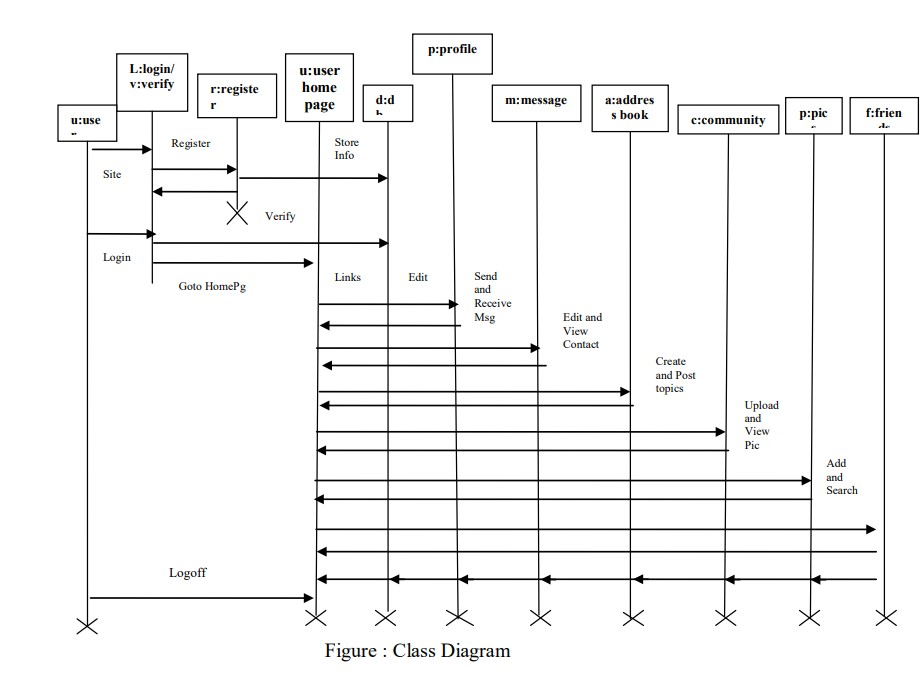 p:profile
L:login/
v:verify
u:user
home
page
r:registe
r
d:d
m:message
a:addres
s book
u:use
c:community
p:pic
f:frien
Register
Store
Info
Site
Verify
Login
Goto HomePg
Links
Edit
Send
and
Receive
Msg
Edit and
View
Contact
Create
and Post
topics
Upload
and
View
Pic
Add
and
Search
Logoff
Figure : Class Diagram